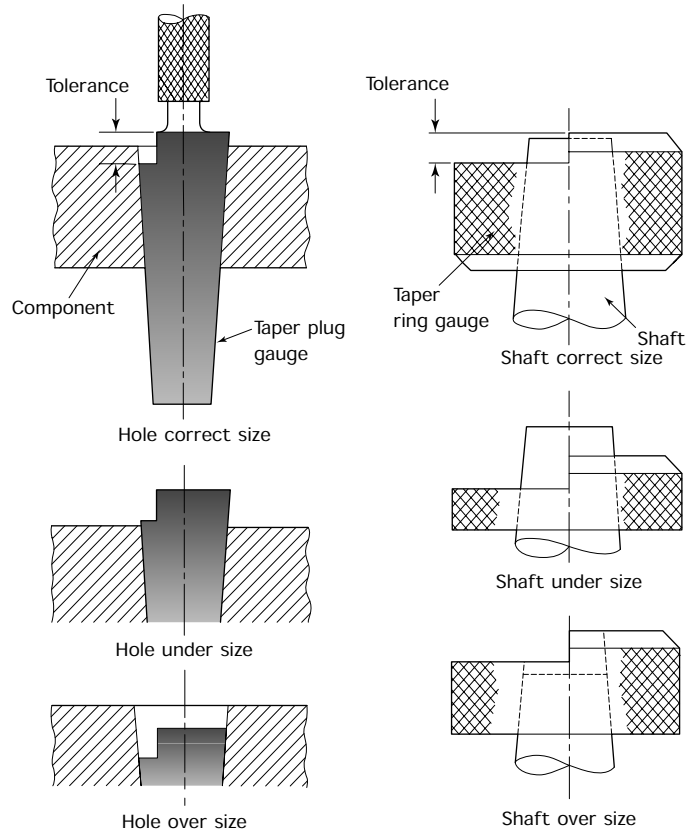 Tolerance
Component
Taper plug
gauge
Hole correct size
Hole under size
Hole over size
Tolerance
Taper
ring gauge
Shaft
Shaft correct size
Shaft under size
Shaft over size